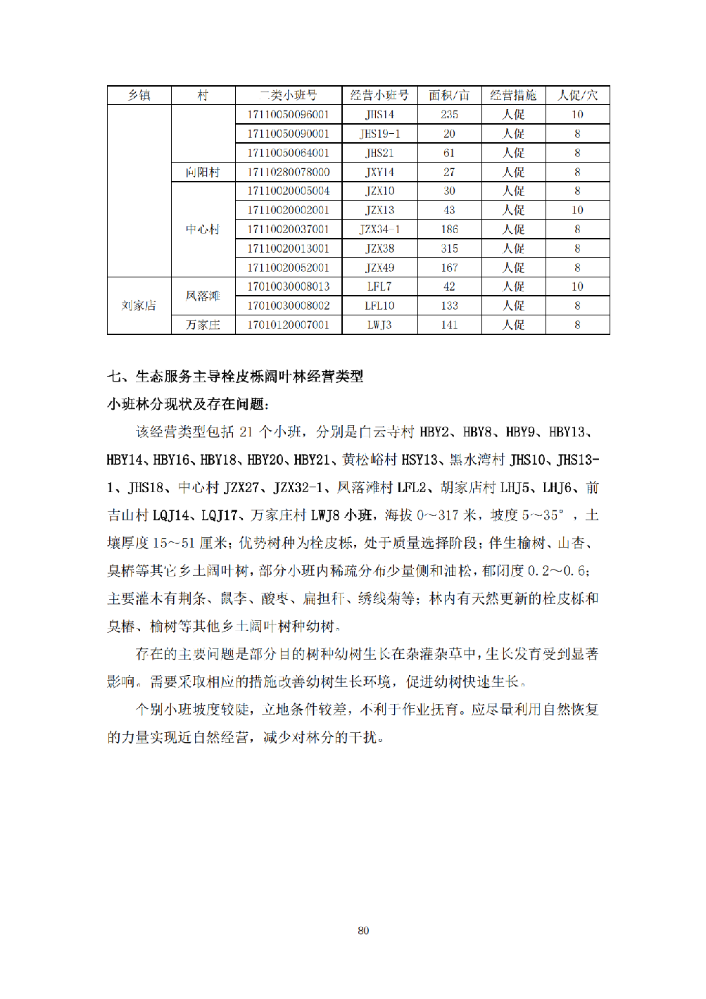 乡镇 村 二类小班号 经营小班号 面积/亩 经营措施 人促/穴
17110050096001 JHS14 235 人促 10
17110050090001 JHS19-1 20 人促 8
17110050064001 JHS21 61 人促 8
向阳村 17110280078000 JXY14 27 人促 8
17110020005004 JZX10 30 人促 8
17110020002001 JZX13 43 人促 10
中心村 17110020037001 JZX34-1 186 人促 8
17110020013001 JZX38 315 人促 8
17110020052001 JZX49 167 人促 8
刘家店 凤落滩 17010030008013 LFL7 42 人促 10
17010030008002 LFL10 133 人促 8
万家庄 17010120007001 LWJ3 141 人促 8
七、生态服务主导栓皮栎阔叶林经营类型
小班林分现状及存在问题：
该经营类型包括 21 个小班，分别是白云寺村 HBY2、HBY8、HBY9、HBY13、
HBY14、HBY16、HBY18、HBY20、HBY21、黄松峪村 HSY13、黑水湾村 JHS10、JHS13-
1、JHS18、中心村 JZX27、JZX32-1、凤落滩村 LFL2、胡家店村 LHJ5、LHJ6、前
吉山村 LQJ14、LQJ17、万家庄村 LWJ8 小班，海拔 0～317 米，坡度 5～35°，土
壤厚度 15～51 厘米；优势树种为栓皮栎，处于质量选择阶段；伴生榆树、山杏、
臭椿等其它乡土阔叶树，部分小班内稀疏分布少量侧和油松，郁闭度 0.2～0.6；
主要灌木有荆条、鼠李、酸枣、扁担秆、绣线菊等；林内有天然更新的栓皮栎和
臭椿、榆树等其他乡土阔叶树种幼树。
存在的主要问题是部分目的树种幼树生长在杂灌杂草中，生长发育受到显著
影响。需要采取相应的措施改善幼树生长环境，促进幼树快速生长。
个别小班坡度较陡，立地条件较差，不利于作业抚育。应尽量利用自然恢复
的力量实现近自然经营，减少对林分的干扰。
80